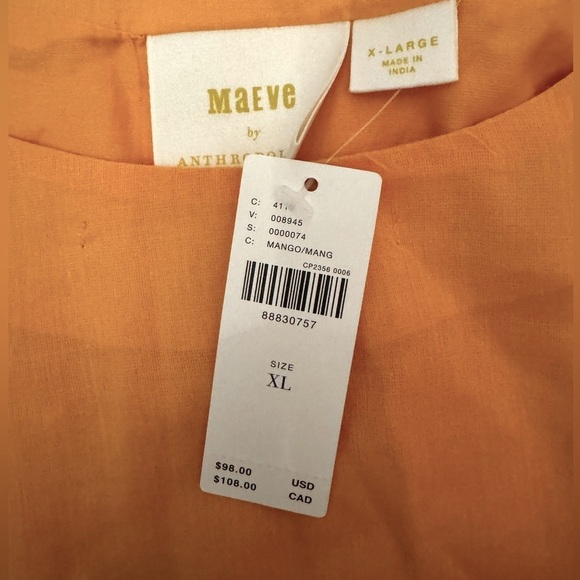 MaEve
by
X-LARGE
MADE IN
INDIA
C:
V: 008945
S: 0000074
C: MANGO/MANG
CP2356 0006
88830757
SIZE
XL
$98.00 USD
$108.00 CAD